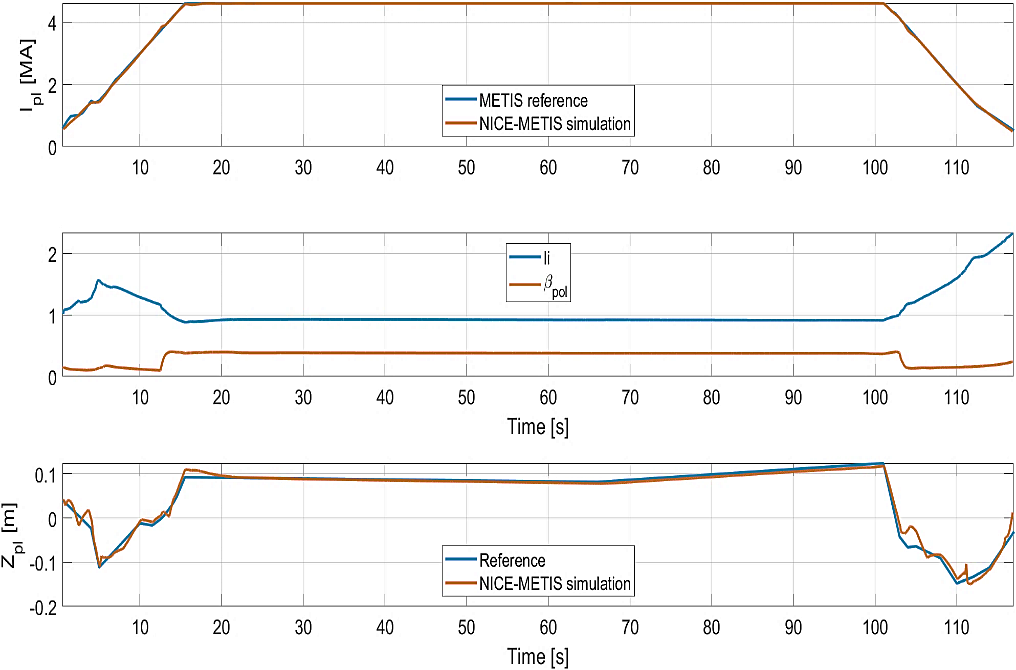 4
2
0
I_pl [MA]
METIS reference
NICE-METIS simulation
10 20 30 40 50 60 70 80 90 100 110
2
1
0
li
β_pol
10 20 30 40 50 60 70 80 90 100 110
Time [s]
0.1
0
-0.1
-0.2
Z_pl [m]
Reference
NICE-METIS simulation
10 20 30 40 50 60 70 80 90 100 110
Time [s]